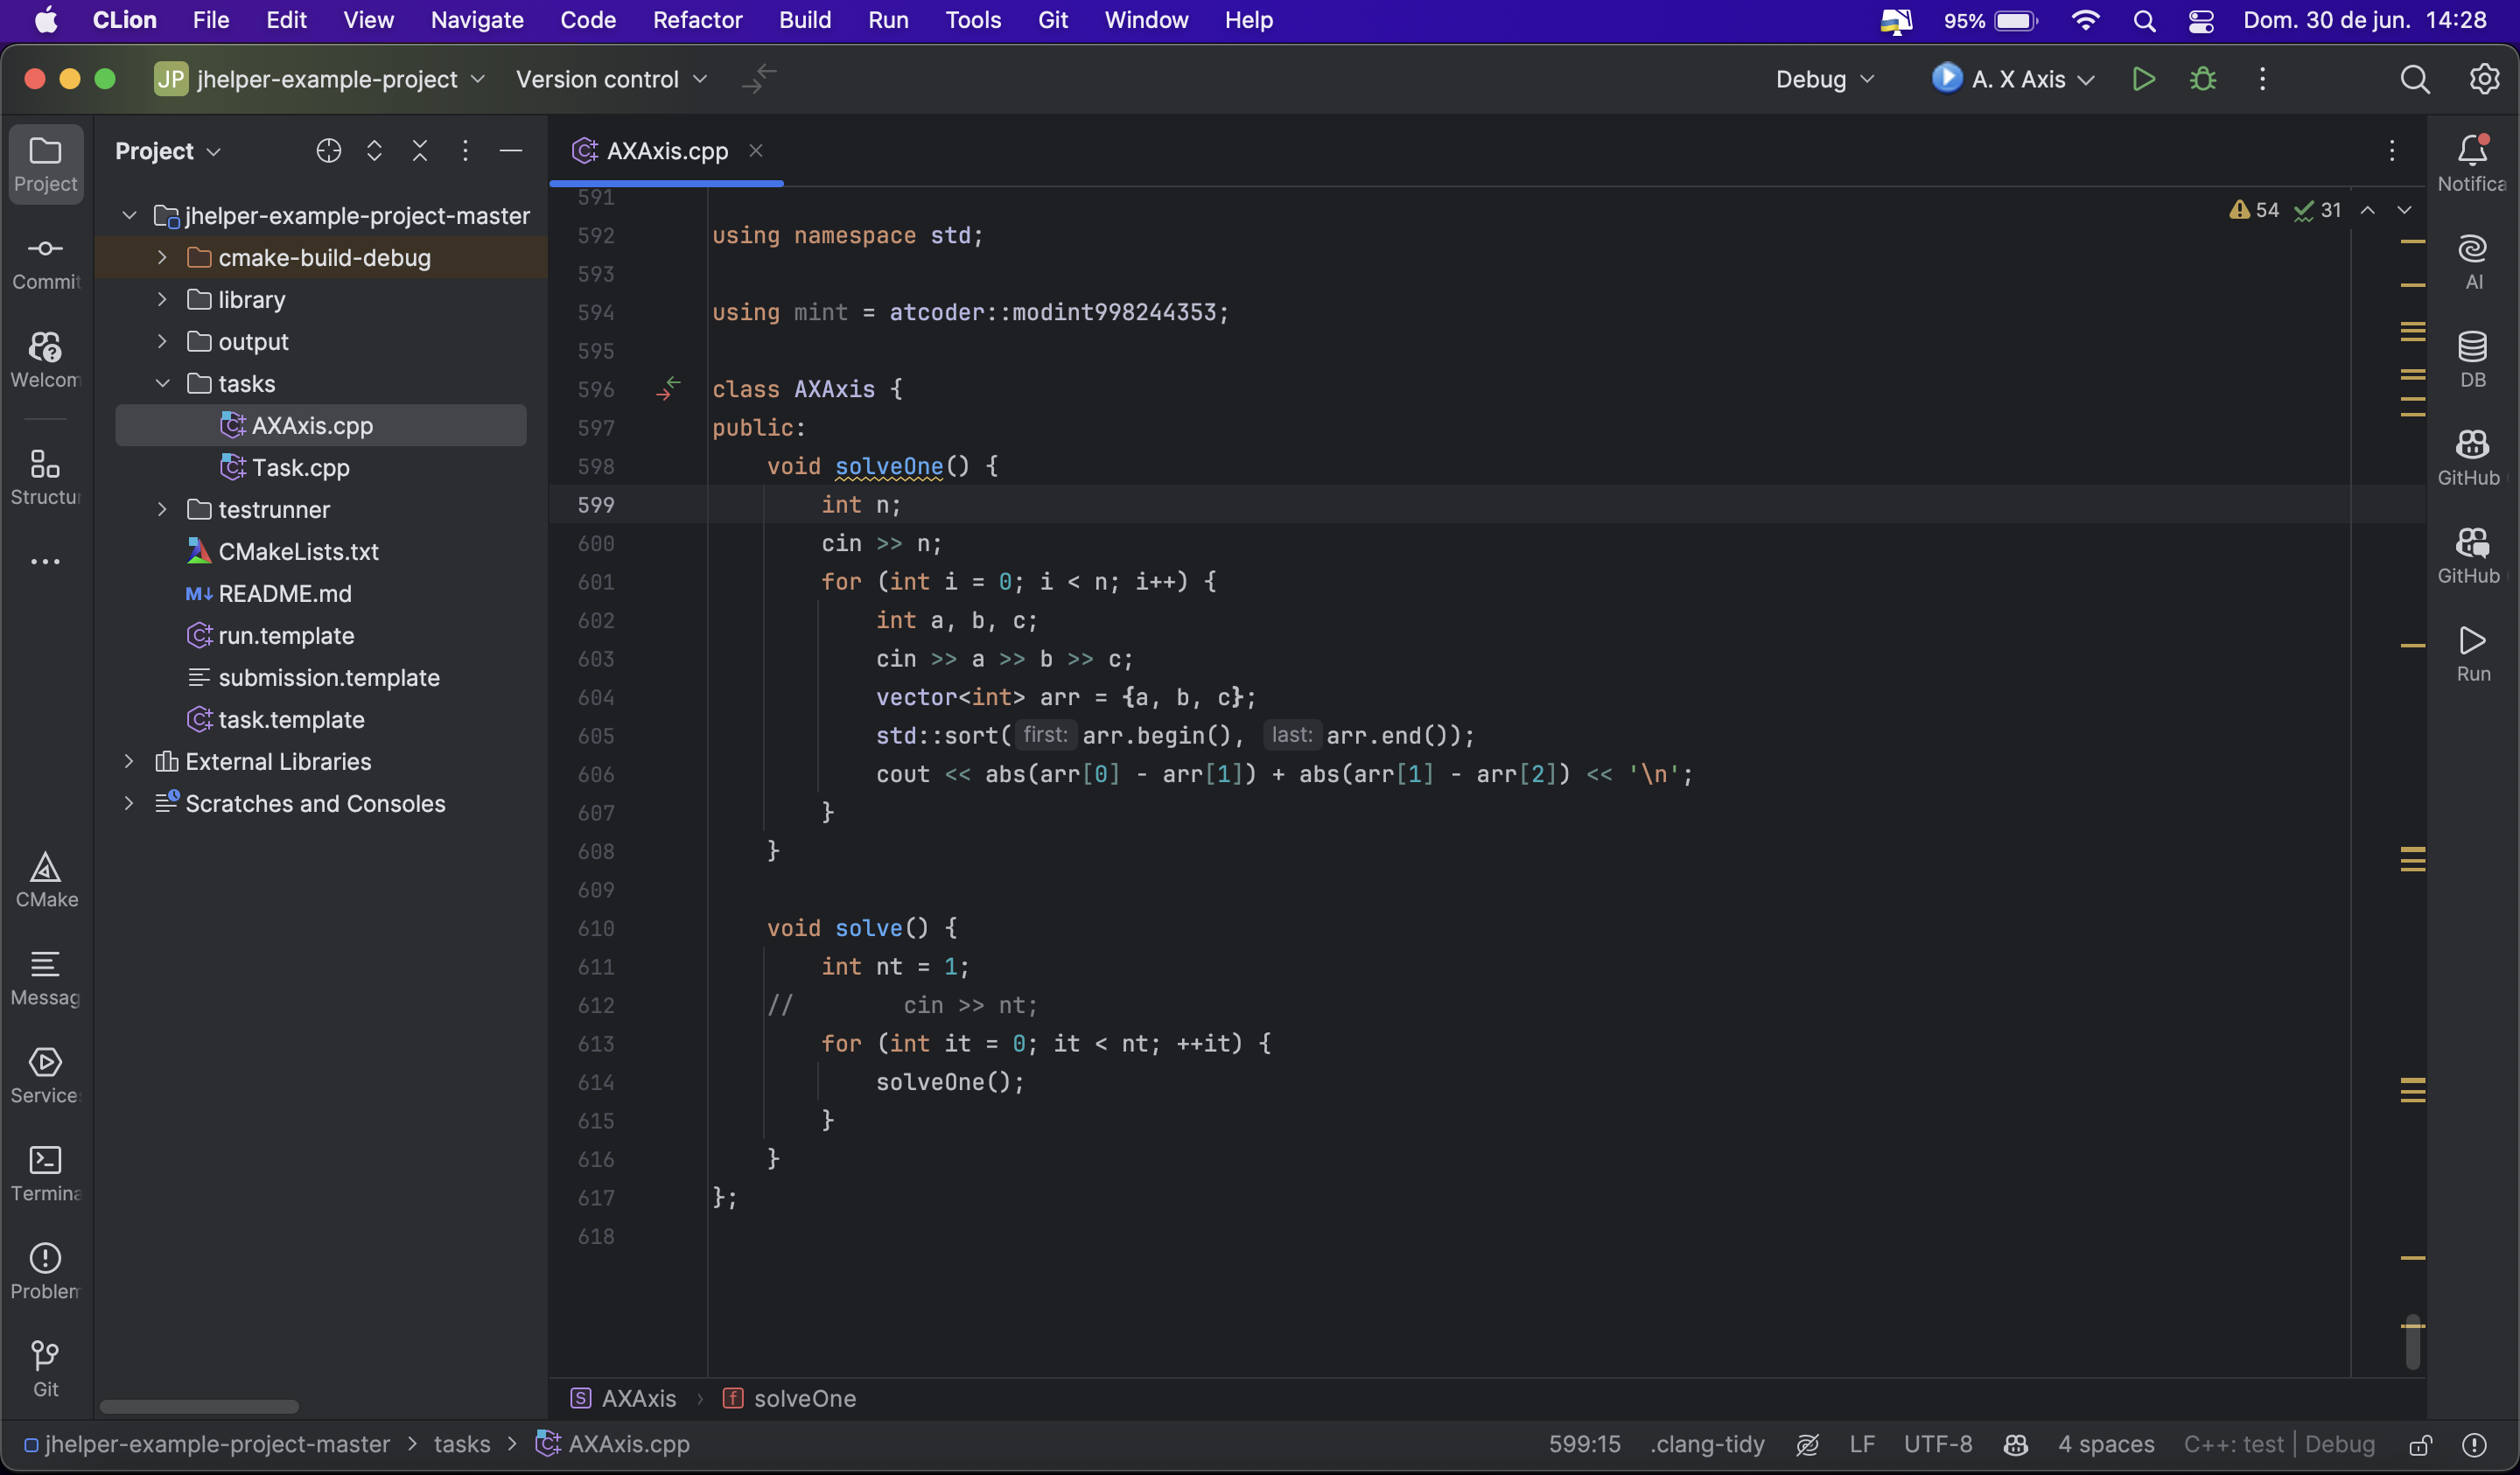 CLion File Edit View Navigate Code Refactor Build Run Tools Git Window Help 95% Dom. 30 de jun. 14:28
JP jhelper-example-project Version control Debug A. X Axis
Project
Project
Commit
Welcom
Structur
CMake
Messag
Service
Termina
Problem
Git
jhelper-example-project-master
cmake-build-debug
library
output
tasks
AXAxis.cpp
Task.cpp
testrunner
CMakeLists.txt
README.md
run.template
submission.template
task.template
External Libraries
Scratches and Consoles
AXAxis.cpp
54 31
591
592 using namespace std;
593
594 using mint = atcoder::modint998244353;
595
596 class AXAxis {
597 public:
598 void solveOne() {
599 int n;
600 cin >> n;
601 for (int i = 0; i < n; i++) {
602 int a, b, c;
603 cin >> a >> b >> c;
604 vector<int> arr = {a, b, c};
605 std::sort( first: arr.begin(), last: arr.end());
606 cout << abs(arr[0] - arr[1]) + abs(arr[1] - arr[2]) << '\n';
607 }
608 }
609
610 void solve() {
611 int nt = 1;
612 // cin >> nt;
613 for (int it = 0; it < nt; ++it) {
614 solveOne();
615 }
616 }
617 };
618
Notifica
AI
DB
GitHub
GitHub
Run
S AXAxis f solveOne
jhelper-example-project-master tasks AXAxis.cpp 599:15 .clang-tidy LF UTF-8 4 spaces C++: test | Debug